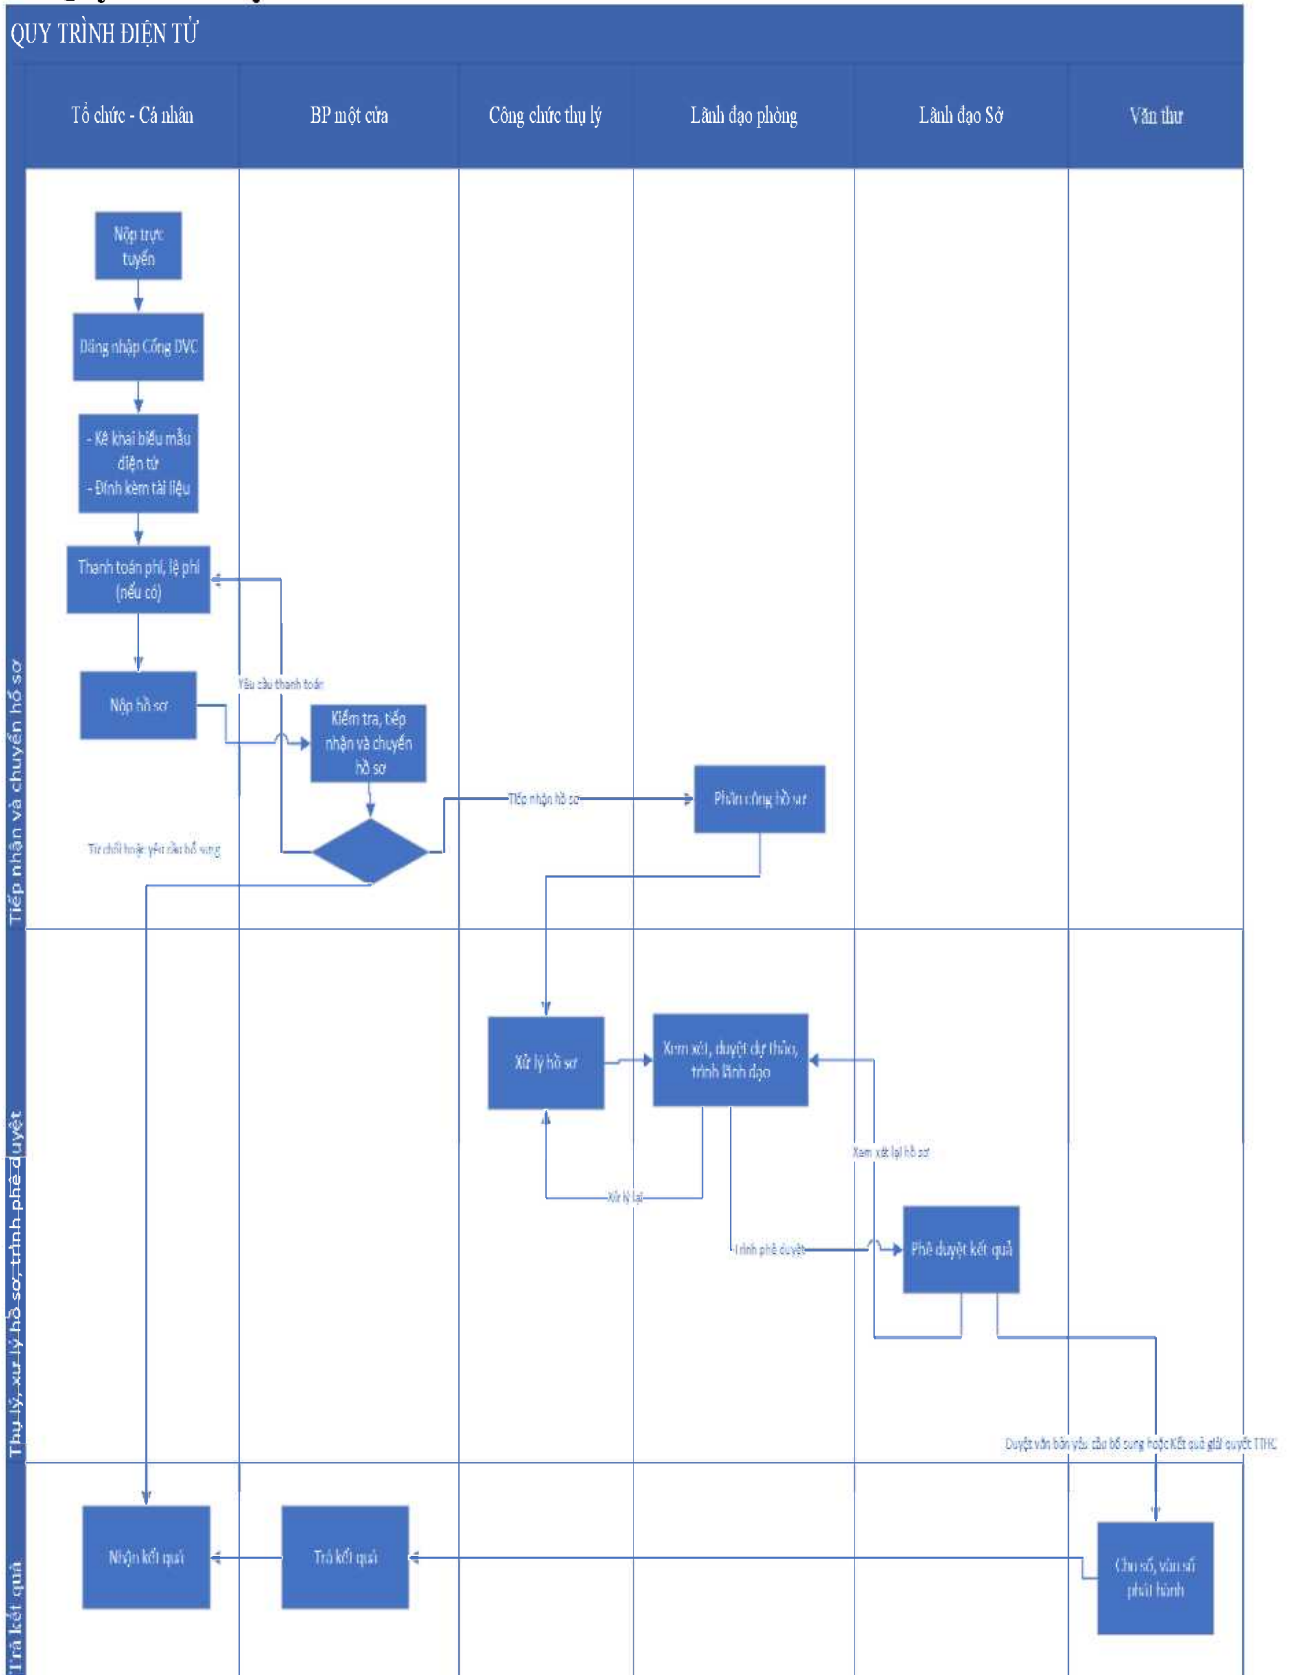 QUY TRÌNH ĐIỆN TỬ
Tổ chức - Cá nhân
BP một cửa
Công chức thụ lý
Lãnh đạo phòng
Lãnh đạo Sở
Văn thư
Tiếp nhận và chuyển hồ sơ
Nộp trực
tuyến
Đăng nhập Cổng DVC
- Kê khai biểu mẫu
điện tử
- Đính kèm tài liệu
Thanh toán phí, lệ phí
(nếu có)
Nộp hồ sơ
Yêu cầu thanh toán
Kiểm tra, tiếp
nhận và chuyển
hồ sơ
Tiếp nhận hồ sơ
Phân công hồ sơ
Từ chối hoặc yêu cầu bổ sung
Thụ lý, xử lý hồ sơ, trình phê duyệt
Xử lý hồ sơ
Xem xét, duyệt dự thảo,
trình lãnh đạo
Xem xét lại hồ sơ
Xử lý lại
Trình phê duyệt
Phê duyệt kết quả
Duyệt văn bản yêu cầu bổ sung hoặc Kết quả giải quyết TTHC
Trả kết quả
Nhận kết quả
Trả kết quả
Cho số, vào sổ
phát hành